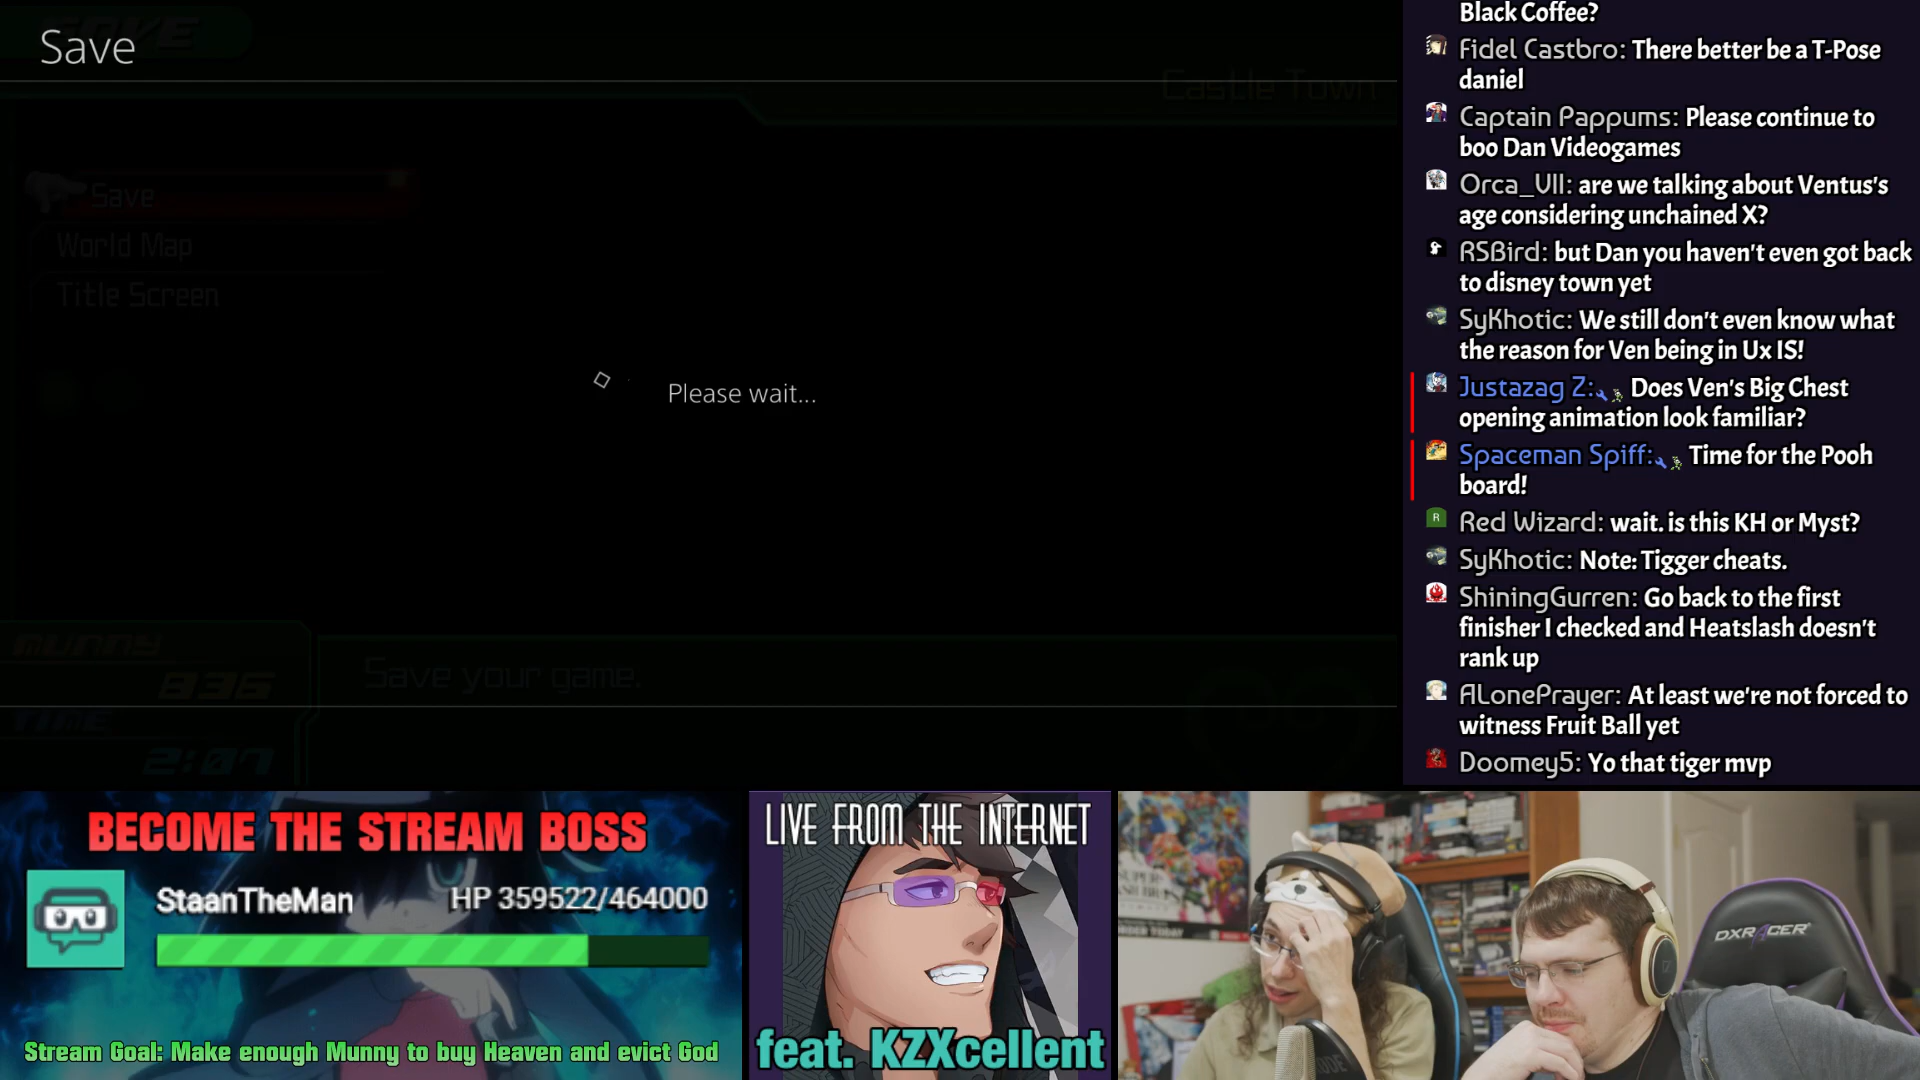 Save
Castle Town
Save
World Map
Title Screen
Please wait...
MUNNY
836
Save your game.
TIME
2:07
Black Coffee?
Fidel Castbro: There better be a T-Pose
daniel
Captain Pappums: Please continue to
boo Dan Videogames
Orca_VII: are we talking about Ventus's
age considering unchained X?
RSBird: but Dan you haven't even got back
to disney town yet
SyKhotic: We still don't even know what
the reason for Ven being in Ux IS!
Justazag Z: Does Ven's Big Chest
opening animation look familiar?
Spaceman Spiff: Time for the Pooh
board!
R
Red Wizard: wait. is this KH or Myst?
SyKhotic: Note: Tigger cheats.
ShiningGurren: Go back to the first
finisher I checked and Heatslash doesn't
rank up
ALonePrayer: At least we're not forced to
witness Fruit Ball yet
Doomey5: Yo that tiger mvp
BECOME THE STREAM BOSS
StaanTheMan HP 359522/464000
Stream Goal: Make enough Munny to buy Heaven and evict God
LIVE FROM THE INTERNET
feat. KZXcellent
DXRACER